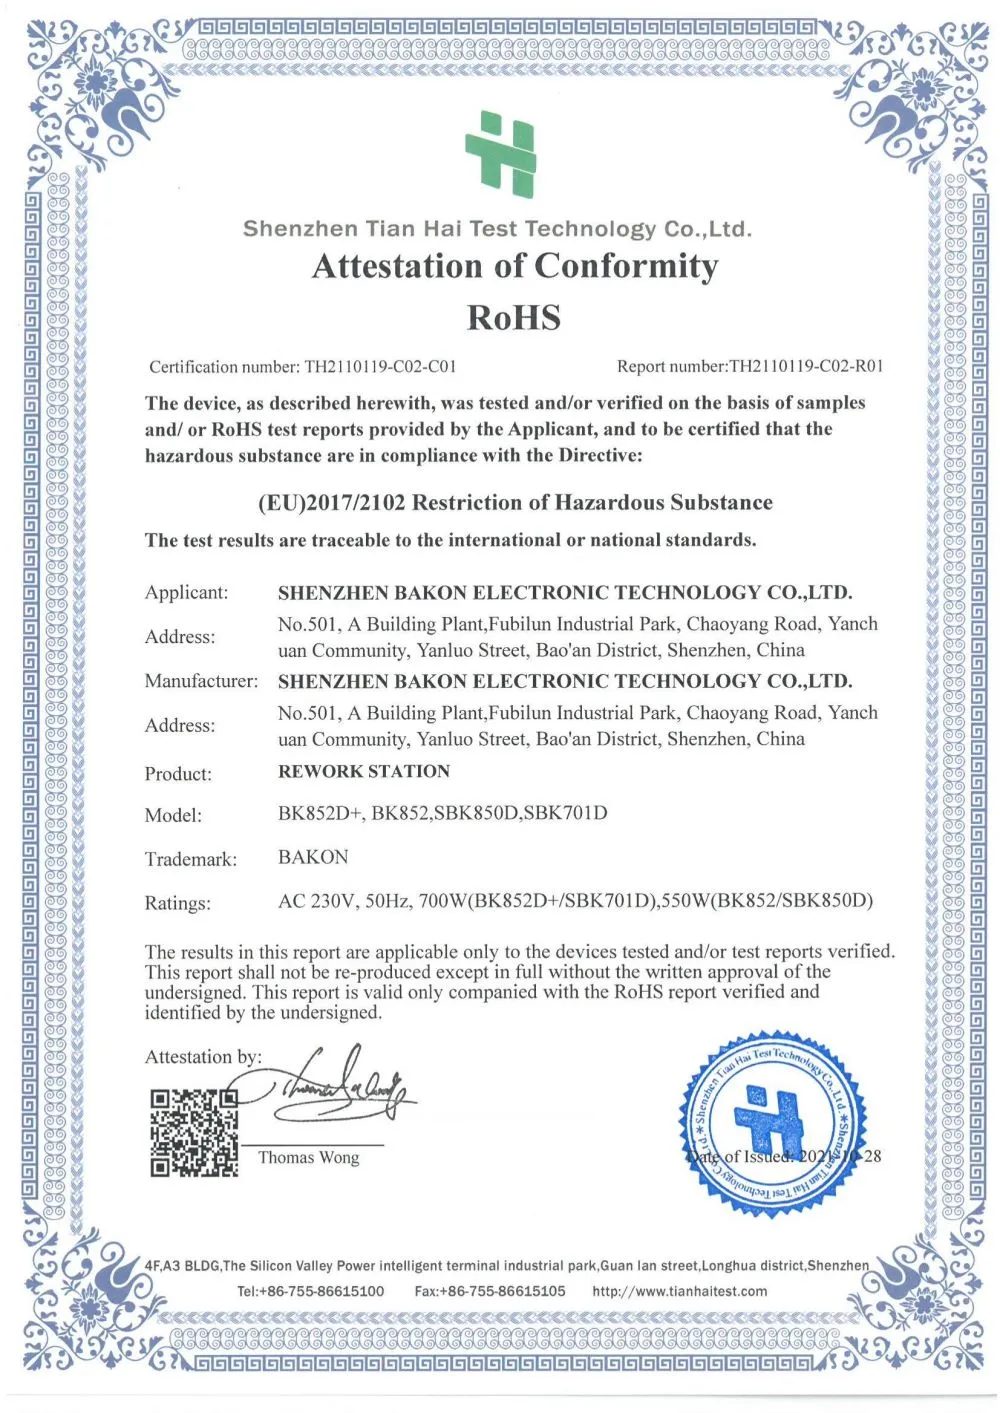 Shenzhen Tian Hai Test Technology Co.,Ltd.
Attestation of Conformity
RoHS
Certification number: TH2110119-C02-C01
Report number:TH2110119-C02-R01
The device, as described herewith, was tested and/or verified on the basis of samples
and/ or RoHS test reports provided by the Applicant, and to be certified that the
hazardous substance are in compliance with the Directive:
(EU)2017/2102 Restriction of Hazardous Substance
The test results are traceable to the international or national standards.
Applicant: SHENZHEN BAKON ELECTRONIC TECHNOLOGY CO.,LTD.
Address: No.501, A Building Plant,Fubilun Industrial Park, Chaoyang Road, Yanch
uan Community, Yanluo Street, Bao'an District, Shenzhen, China
Manufacturer: SHENZHEN BAKON ELECTRONIC TECHNOLOGY CO.,LTD.
Address: No.501, A Building Plant,Fubilun Industrial Park, Chaoyang Road, Yanch
uan Community, Yanluo Street, Bao'an District, Shenzhen, China
Product: REWORK STATION
Model: BK852D+, BK852,SBK850D,SBK701D
Trademark: BAKON
Ratings: AC 230V, 50Hz, 700W(BK852D+/SBK701D),550W(BK852/SBK850D)
The results in this report are applicable only to the devices tested and/or test reports verified.
This report shall not be re-produced except in full without the written approval of the
undersigned. This report is valid only companied with the RoHS report verified and
identified by the undersigned.
Attestation by:
Thomas Wong
Shenzhen Tian Hai Test Technology Co.,Ltd.*Shenzhen Tian Hai Test Technology Co.,Ltd.*
Date of Issued: 2021-10-28
4F,A3 BLDG,The Silicon Valley Power intelligent terminal industrial park,Guan lan street,Longhua district,Shenzhen
Tel:+86-755-86615100 Fax:+86-755-86615105 http://www.tianhaitest.com